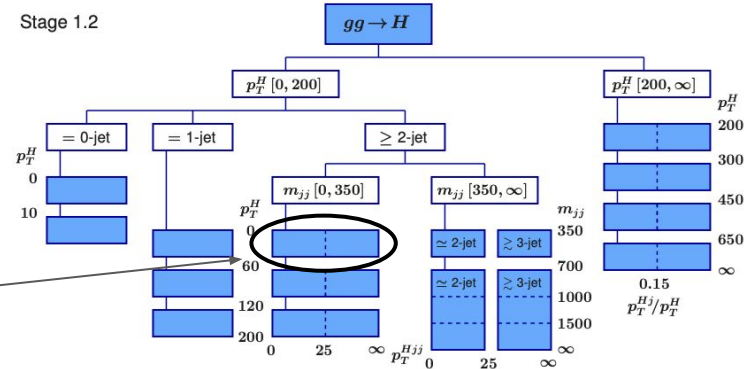 Stage 1.2
gg → H
p_T^H [0, 200]
p_T^H [200, ∞]
= 0-jet
= 1-jet
≥ 2-jet
m_jj [0, 350]
m_jj [350, ∞]
p_T^H
0
10
p_T^H
0
60
120
200
0
25
∞
p_T^Hjj
≃ 2-jet
≳ 3-jet
≃ 2-jet
≳ 3-jet
0
25
∞
m_jj
350
700
1000
1500
∞
p_T^H
200
300
450
650
∞
0.15
p_T^Hj/p_T^H